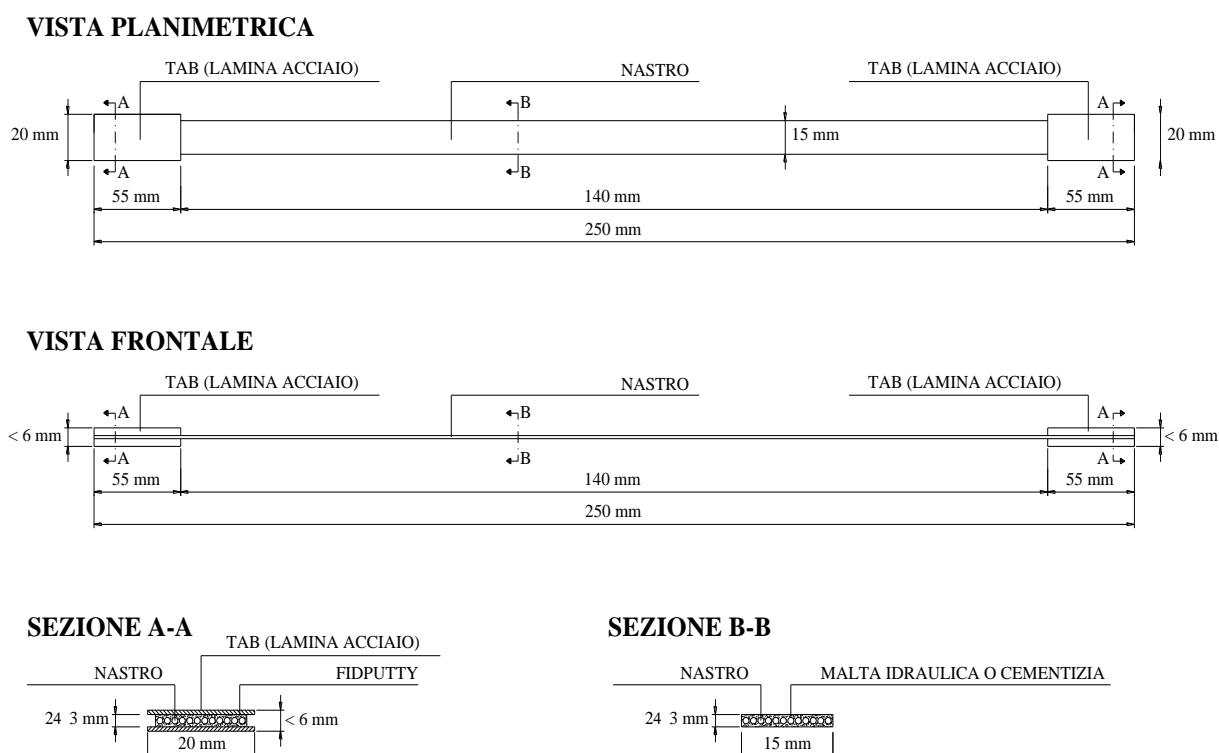 VISTA PLANIMETRICA
TAB (LAMINA ACCIAIO) NASTRO TAB (LAMINA ACCIAIO)
A B A
20 mm 15 mm 20 mm
A B A
55 mm 140 mm 55 mm
250 mm
VISTA FRONTALE
TAB (LAMINA ACCIAIO) NASTRO TAB (LAMINA ACCIAIO)
A B A
< 6 mm < 6 mm
A B A
55 mm 140 mm 55 mm
250 mm
SEZIONE A-A SEZIONE B-B
TAB (LAMINA ACCIAIO)
NASTRO FIDPUTTY NASTRO MALTA IDRAULICA O CEMENTIZIA
24 3 mm < 6 mm 24 3 mm
20 mm 15 mm